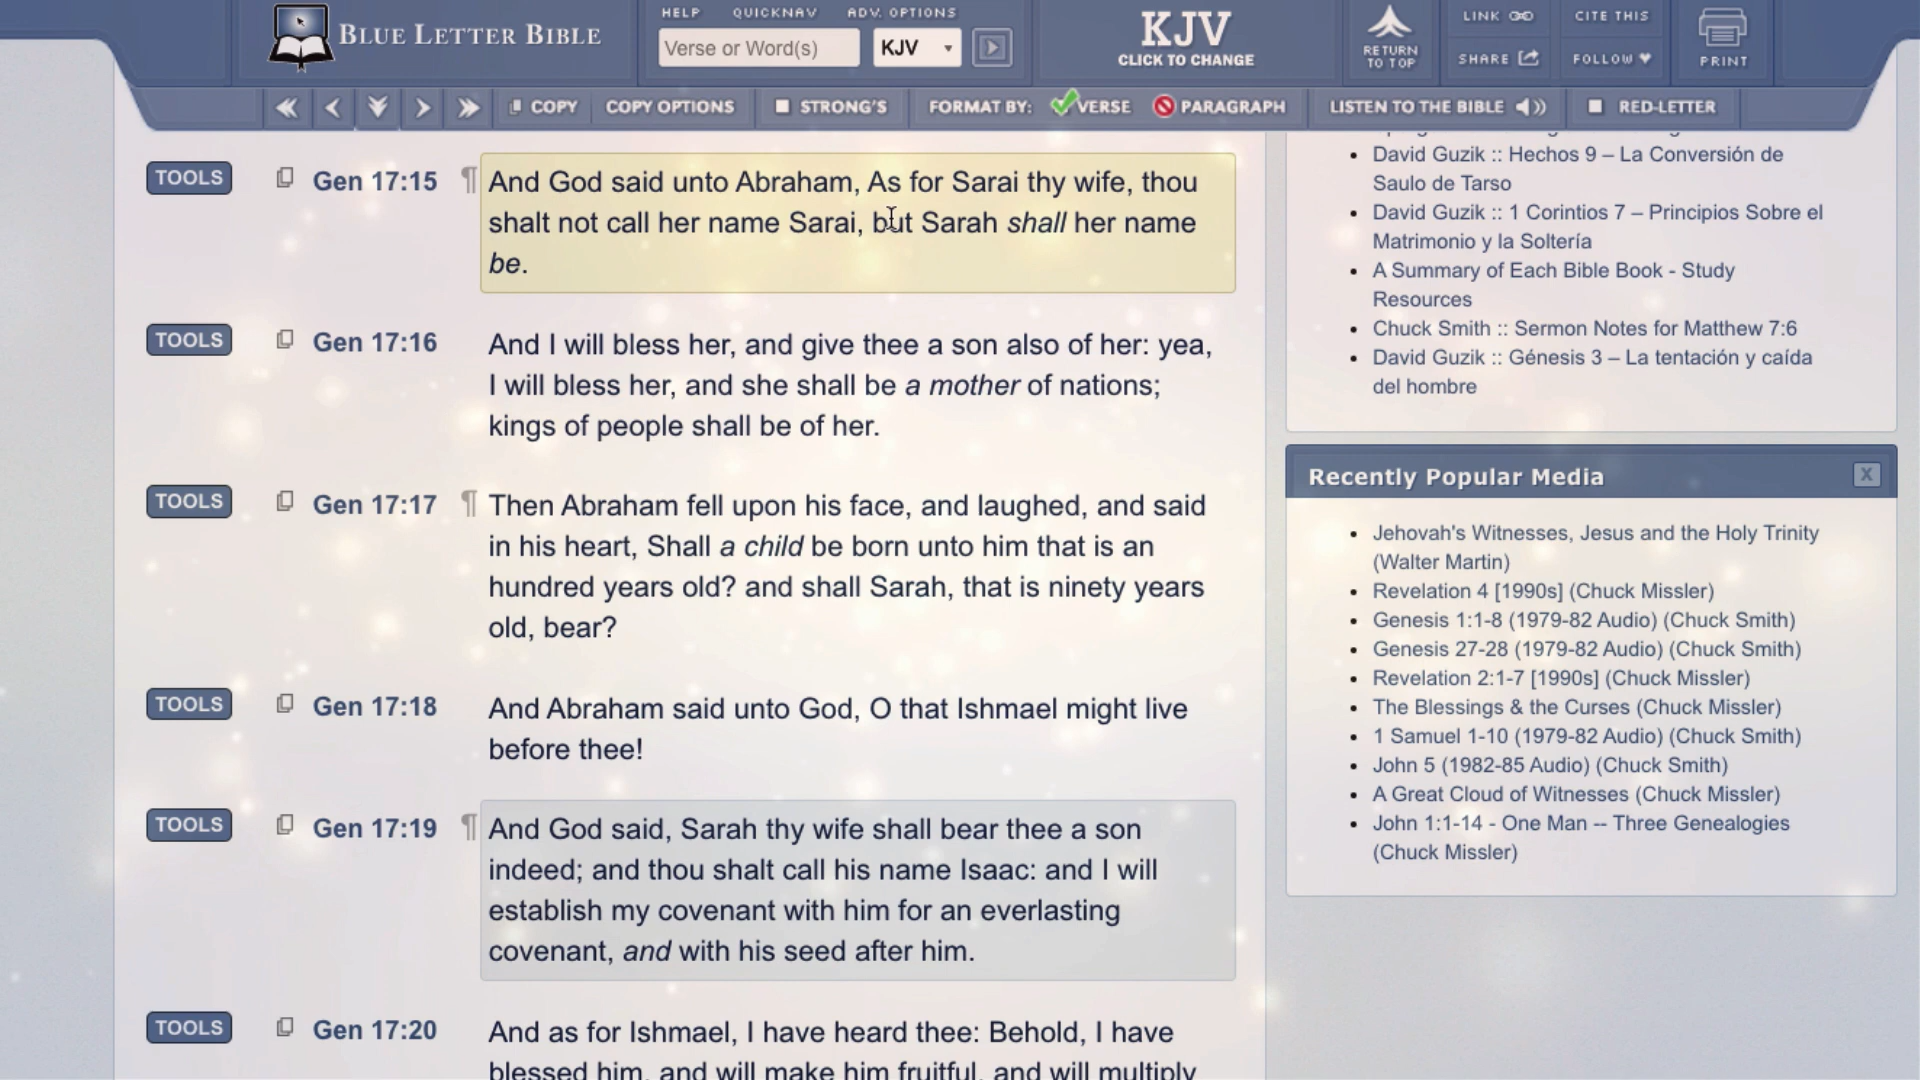 BLUE LETTER BIBLE
HELP QUICKNAV ADV. OPTIONS
Verse or Word(s) KJV
KJV
CLICK TO CHANGE
RETURN
TO TOP
LINK
SHARE
CITE THIS
FOLLOW
PRINT
COPY COPY OPTIONS STRONG'S FORMAT BY: VERSE PARAGRAPH LISTEN TO THE BIBLE RED-LETTER
TOOLS Gen 17:15 ¶ And God said unto Abraham, As for Sarai thy wife, thou
shalt not call her name Sarai, but Sarah shall her name
be.
TOOLS Gen 17:16 And I will bless her, and give thee a son also of her: yea,
I will bless her, and she shall be a mother of nations;
kings of people shall be of her.
TOOLS Gen 17:17 ¶ Then Abraham fell upon his face, and laughed, and said
in his heart, Shall a child be born unto him that is an
hundred years old? and shall Sarah, that is ninety years
old, bear?
TOOLS Gen 17:18 And Abraham said unto God, O that Ishmael might live
before thee!
TOOLS Gen 17:19 ¶ And God said, Sarah thy wife shall bear thee a son
indeed; and thou shalt call his name Isaac: and I will
establish my covenant with him for an everlasting
covenant, and with his seed after him.
TOOLS Gen 17:20 And as for Ishmael, I have heard thee: Behold, I have
blessed him, and will make him fruitful, and will multiply
David Guzik :: Hechos 9 – La Conversión de
Saulo de Tarso
David Guzik :: 1 Corintios 7 – Principios Sobre el
Matrimonio y la Soltería
A Summary of Each Bible Book - Study
Resources
Chuck Smith :: Sermon Notes for Matthew 7:6
David Guzik :: Génesis 3 – La tentación y caída
del hombre
Recently Popular Media X
Jehovah's Witnesses, Jesus and the Holy Trinity
(Walter Martin)
Revelation 4 [1990s] (Chuck Missler)
Genesis 1:1-8 (1979-82 Audio) (Chuck Smith)
Genesis 27-28 (1979-82 Audio) (Chuck Smith)
Revelation 2:1-7 [1990s] (Chuck Missler)
The Blessings & the Curses (Chuck Missler)
1 Samuel 1-10 (1979-82 Audio) (Chuck Smith)
John 5 (1982-85 Audio) (Chuck Smith)
A Great Cloud of Witnesses (Chuck Missler)
John 1:1-14 - One Man -- Three Genealogies
(Chuck Missler)